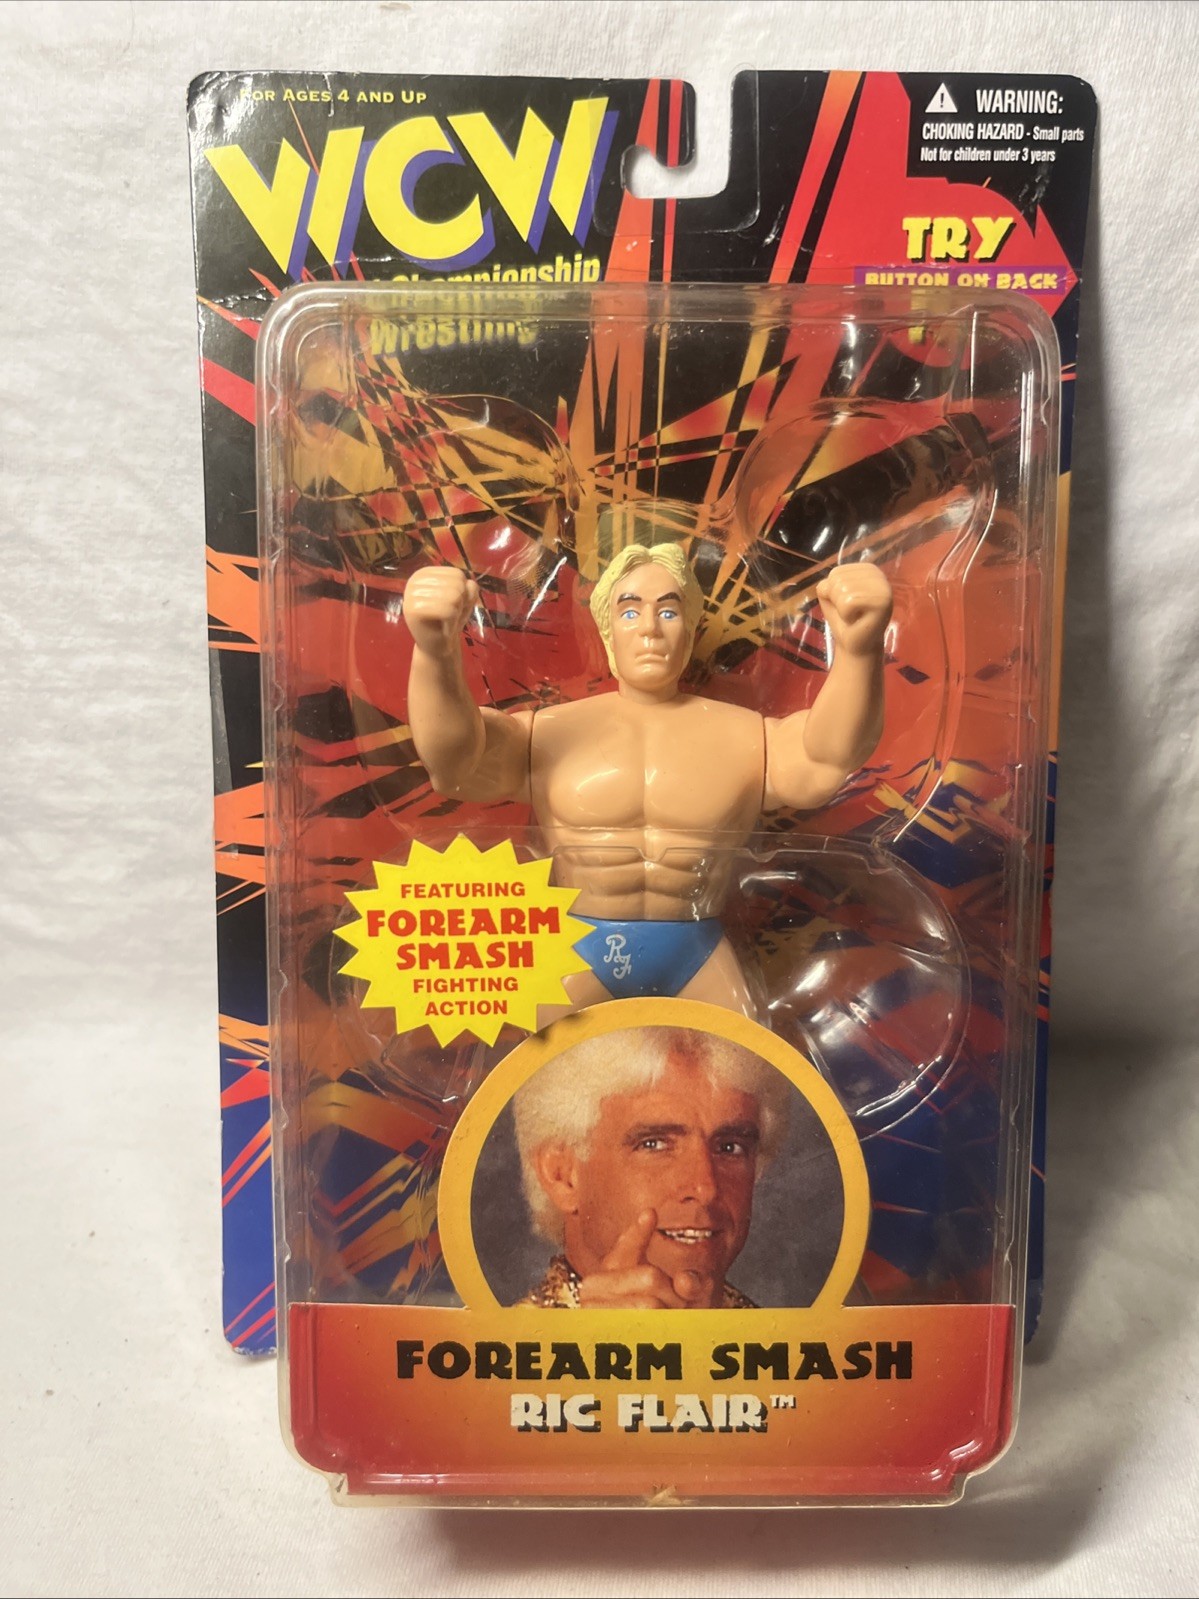 FOR AGES 4 AND UP
WCW
Championship
Wrestling
WARNING:
CHOKING HAZARD - Small parts
Not for children under 3 years
TRY
BUTTON ON BACK
FEATURING
FOREARM
SMASH
FIGHTING
ACTION
RF
FOREARM SMASH
RIC FLAIR™